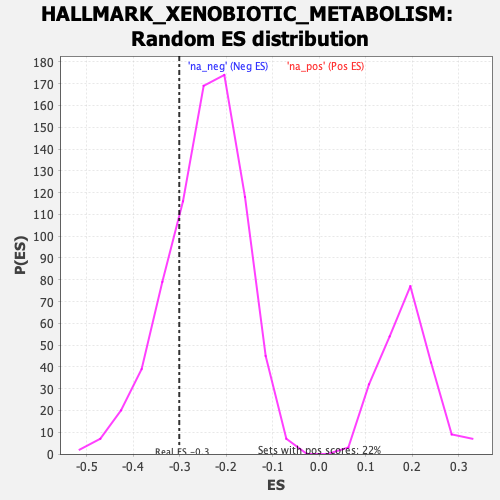 HALLMARK_XENOBIOTIC_METABOLISM:
Random ES distribution
'na_neg' (Neg ES) 'na_pos' (Pos ES)
180
170
160
150
140
130
120
110
100
90
80
70
60
50
40
30
20
10
0
P(ES)
Real ES -0.3
Sets with pos scores: 22%
-0.5 -0.4 -0.3 -0.2 -0.1 0.0 0.1 0.2 0.3
ES